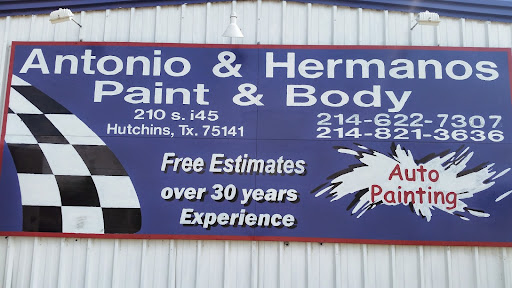 Antonio & Hermanos
Paint & Body
210 s. i45
Hutchins, Tx. 75141
214-622-7307
214-821-3636
Free Estimates
over 30 years
Experience
Auto
Painting